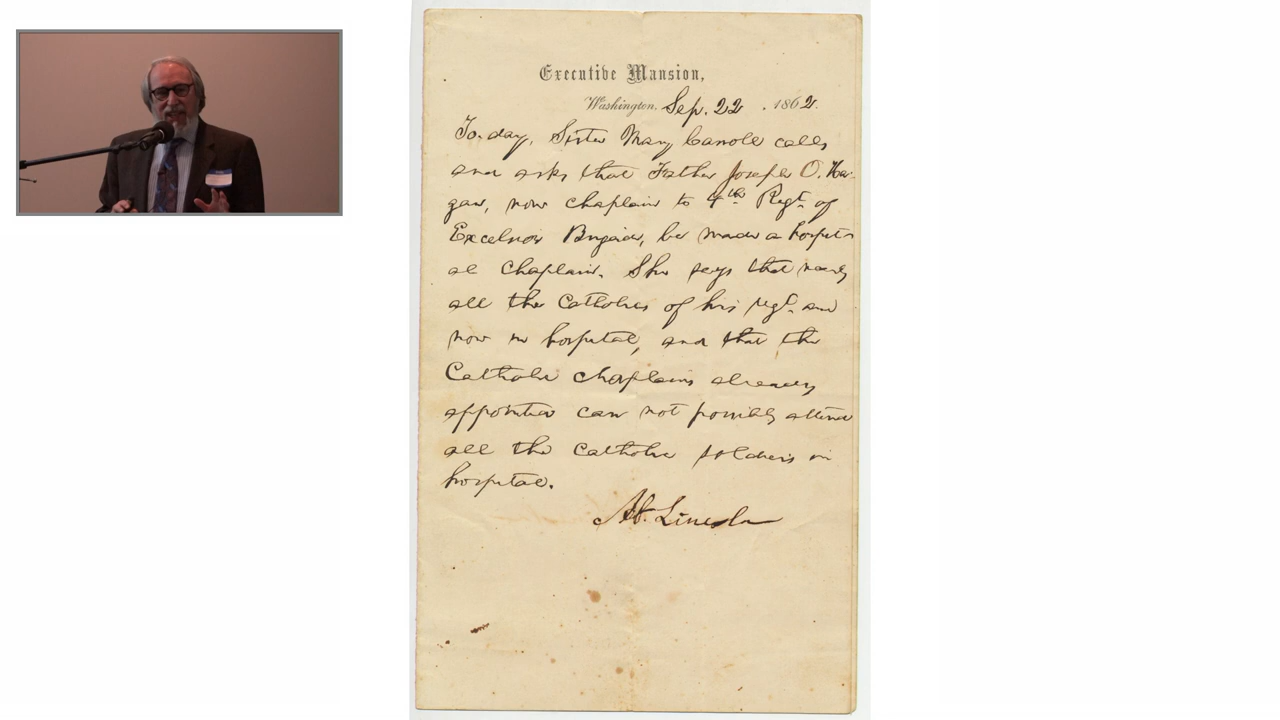 Executive Mansion,
Washington, Sep. 22, 1862.
To-day, Sister Mary Carroll calls
and asks that Father Joseph O. Ha-
gan, now chaplain to 4th Regt. of
Excelsior Brigade, be made a hospit-
al chaplain. She says that nearly
all the Catholics of his regt. are
now in hospital, and that the
Catholic chaplains already
appointed can not possibly attend
all the Catholic soldiers in
hospital.
A. Lincoln